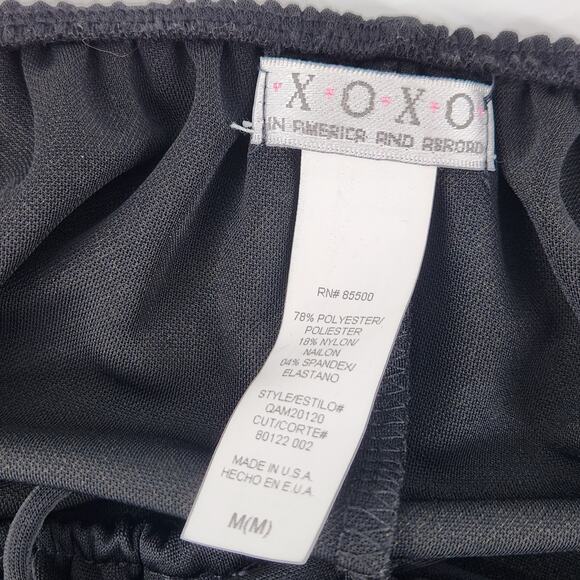 X·O·X·O
IN AMERICA AND ABROAD
RN# 85500
78% POLYESTER/
POLIESTER
18% NYLON/
NAILON
04% SPANDEX/
ELASTANO
STYLE/ESTILO#
QAM20120
CUT/CORTE#
80122 002
MADE IN U.S.A.
HECHO EN E.U.A.
M(M)